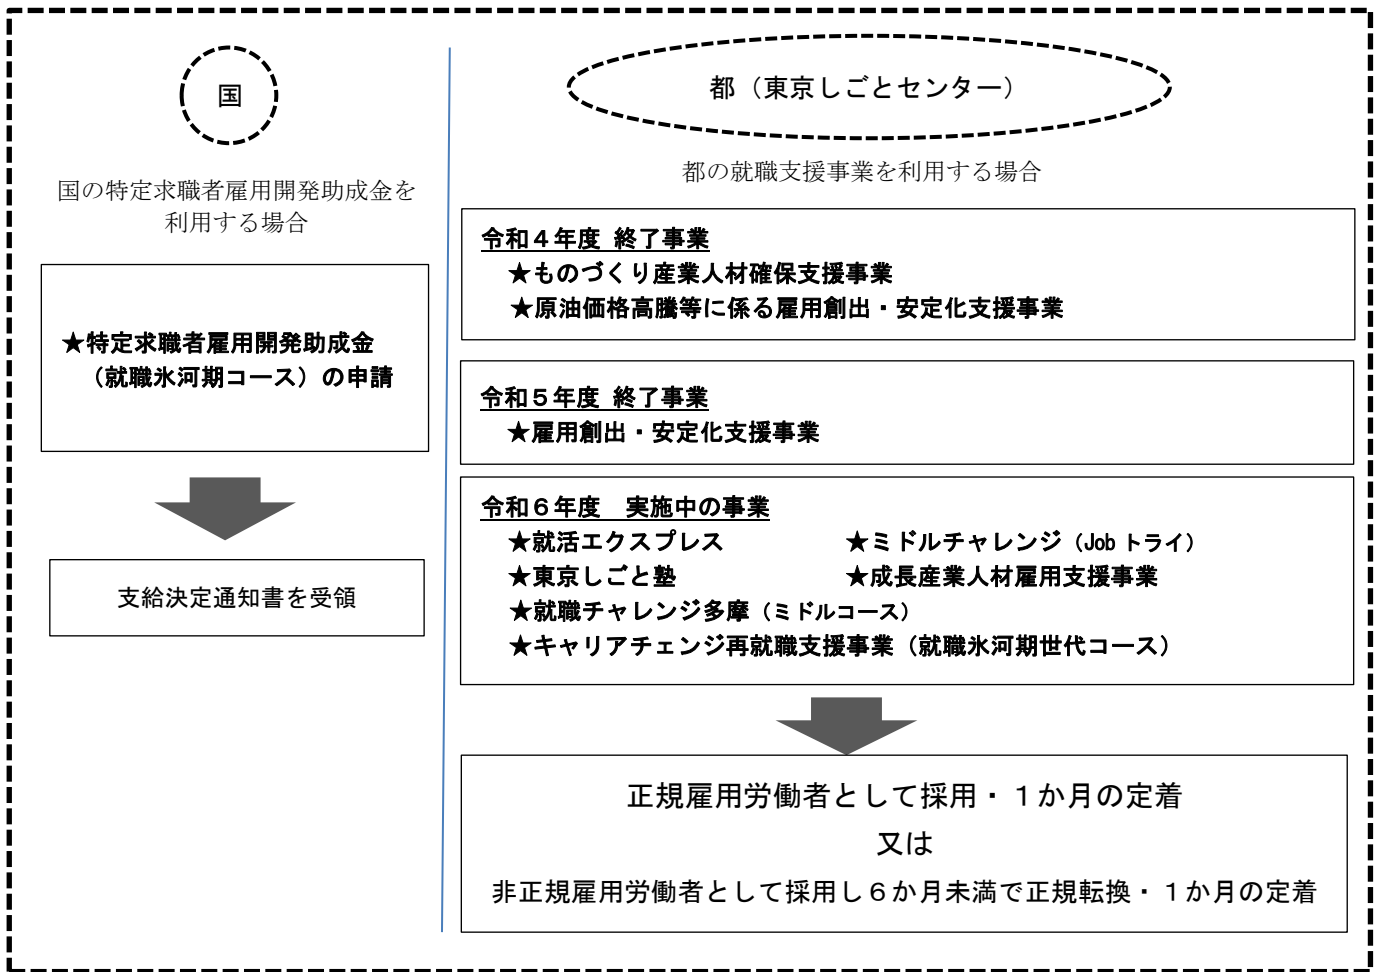 国
国の特定求職者雇用開発助成金を
利用する場合
★特定求職者雇用開発助成金
（就職氷河期コース）の申請
支給決定通知書を受領
都（東京しごとセンター）
都の就職支援事業を利用する場合
令和４年度 終了事業
★ものづくり産業人材確保支援事業
★原油価格高騰等に係る雇用創出・安定化支援事業
令和５年度 終了事業
★雇用創出・安定化支援事業
令和６年度　実施中の事業
★就活エクスプレス　★ミドルチャレンジ（Job トライ）
★東京しごと塾　★成長産業人材雇用支援事業
★就職チャレンジ多摩（ミドルコース）
★キャリアチェンジ再就職支援事業（就職氷河期世代コース）
正規雇用労働者として採用・１か月の定着
又は
非正規雇用労働者として採用し６か月未満で正規転換・１か月の定着